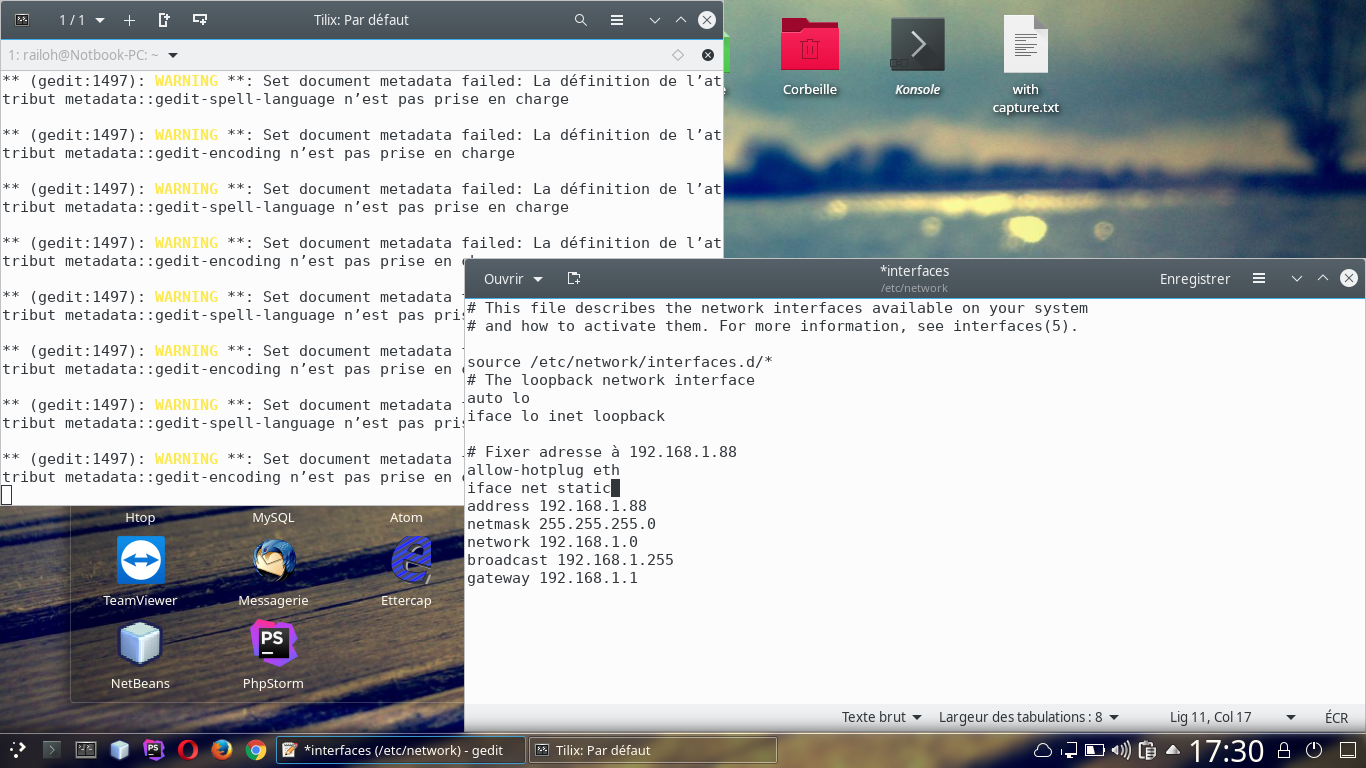 1 / 1
Tilix: Par défaut
1: railoh@Notbook-PC: ~
** (gedit:1497): WARNING **: Set document metadata failed: La définition de l’at
tribut metadata::gedit-spell-language n’est pas prise en charge
** (gedit:1497): WARNING **: Set document metadata failed: La définition de l’at
tribut metadata::gedit-encoding n’est pas prise en charge
** (gedit:1497): WARNING **: Set document metadata failed: La définition de l’at
tribut metadata::gedit-spell-language n’est pas prise en charge
** (gedit:1497): WARNING **: Set document metadata failed: La définition de l’at
tribut metadata::gedit-encoding n’est pas prise en
** (gedit:1497): WARNING **: Set document metadata
tribut metadata::gedit-spell-language n’est pas pris
** (gedit:1497): WARNING **: Set document metadata
tribut metadata::gedit-encoding n’est pas prise en
** (gedit:1497): WARNING **: Set document metadata
tribut metadata::gedit-spell-language n’est pas pris
** (gedit:1497): WARNING **: Set document metadata
tribut metadata::gedit-encoding n’est pas prise en
Corbeille
Konsole
with
capture.txt
Ouvrir
*interfaces
/etc/network
Enregistrer
# This file describes the network interfaces available on your system
# and how to activate them. For more information, see interfaces(5).
source /etc/network/interfaces.d/*
# The loopback network interface
auto lo
iface lo inet loopback
# Fixer adresse à 192.168.1.88
allow-hotplug eth
iface net static
address 192.168.1.88
netmask 255.255.255.0
network 192.168.1.0
broadcast 192.168.1.255
gateway 192.168.1.1
Texte brut
Largeur des tabulations : 8
Lig 11, Col 17
ÉCR
Htop
MySQL
Atom
TeamViewer
Messagerie
Ettercap
PS
NetBeans
PhpStorm
PS
*interfaces (/etc/network) - gedit
Tilix: Par défaut
17:30